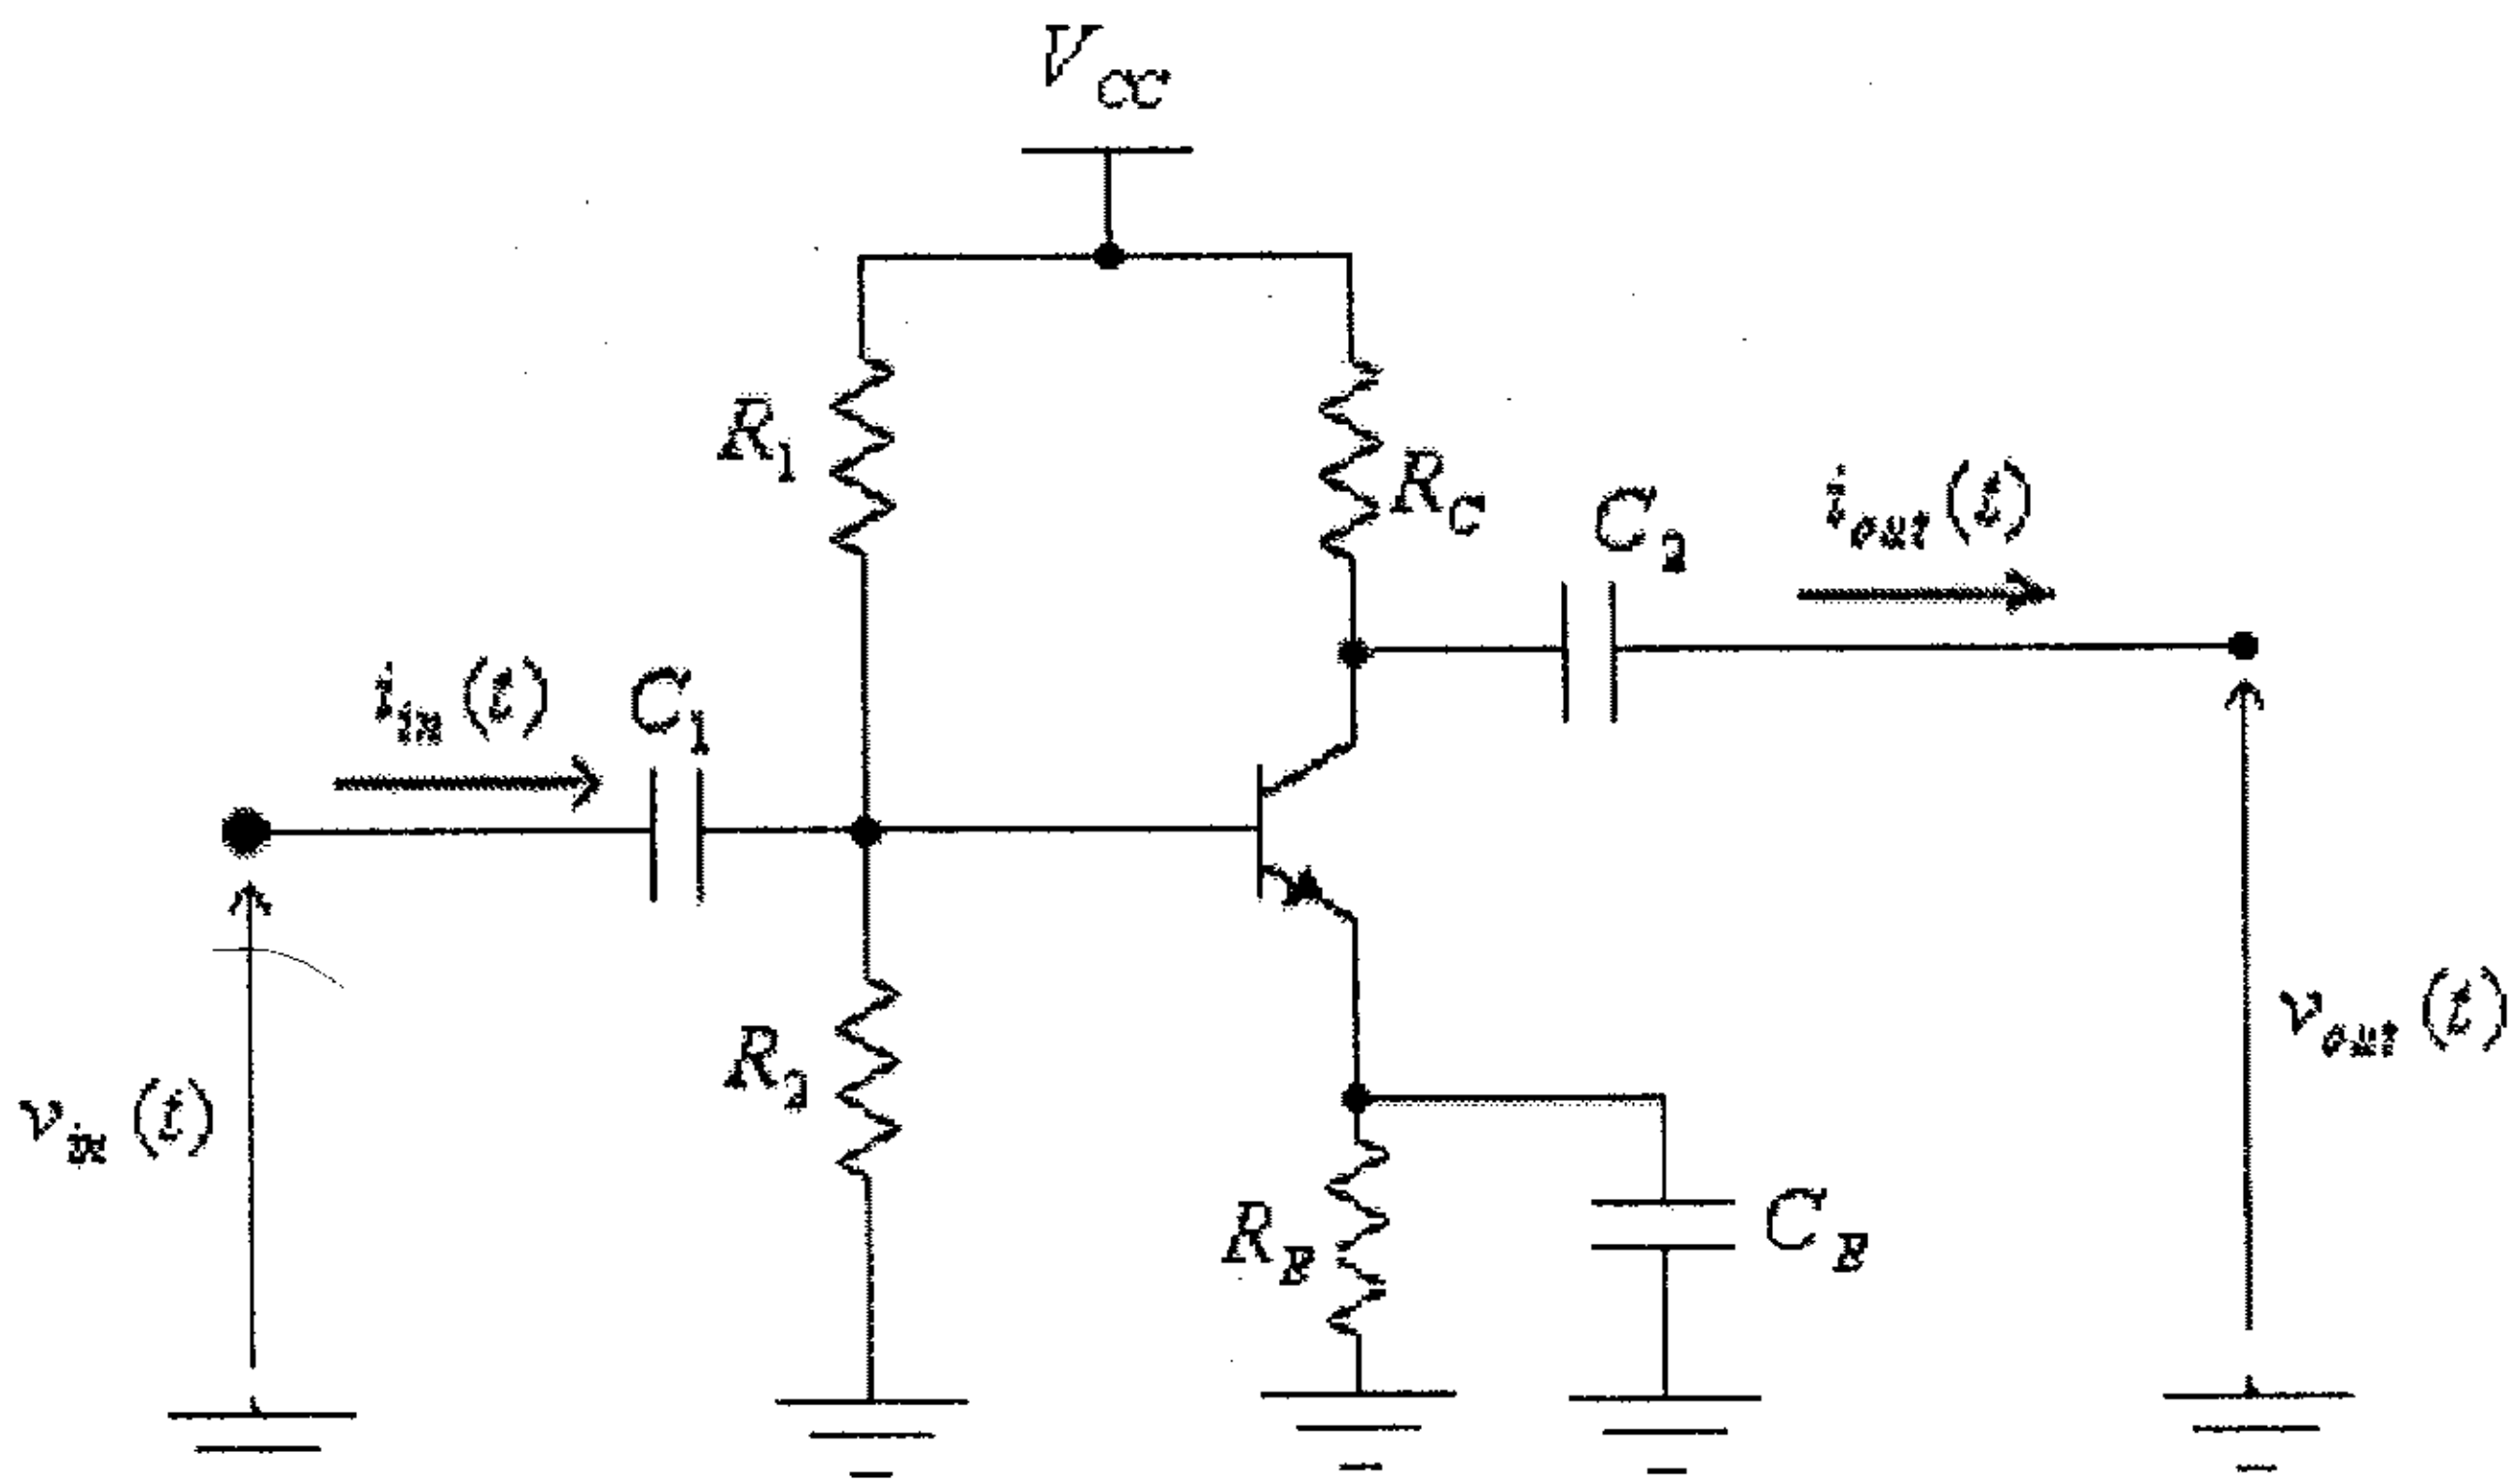 V_CC
R_1
R_C
C_2
i_out (t)
i_in (t)
C_1
v_in (t)
R_2
R_E
C_E
v_out (t)